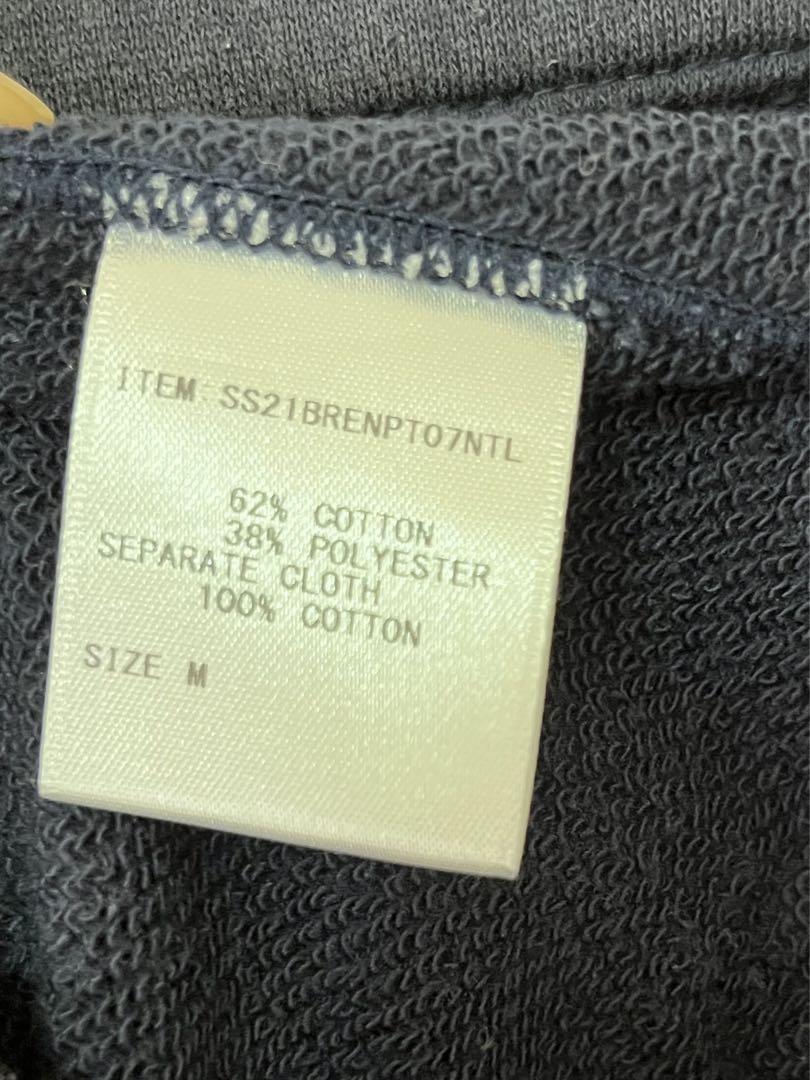 ITEM SS21BRENPT07NTL
62% COTTON
38% POLYESTER
SEPARATE CLOTH
100% COTTON
SIZE M